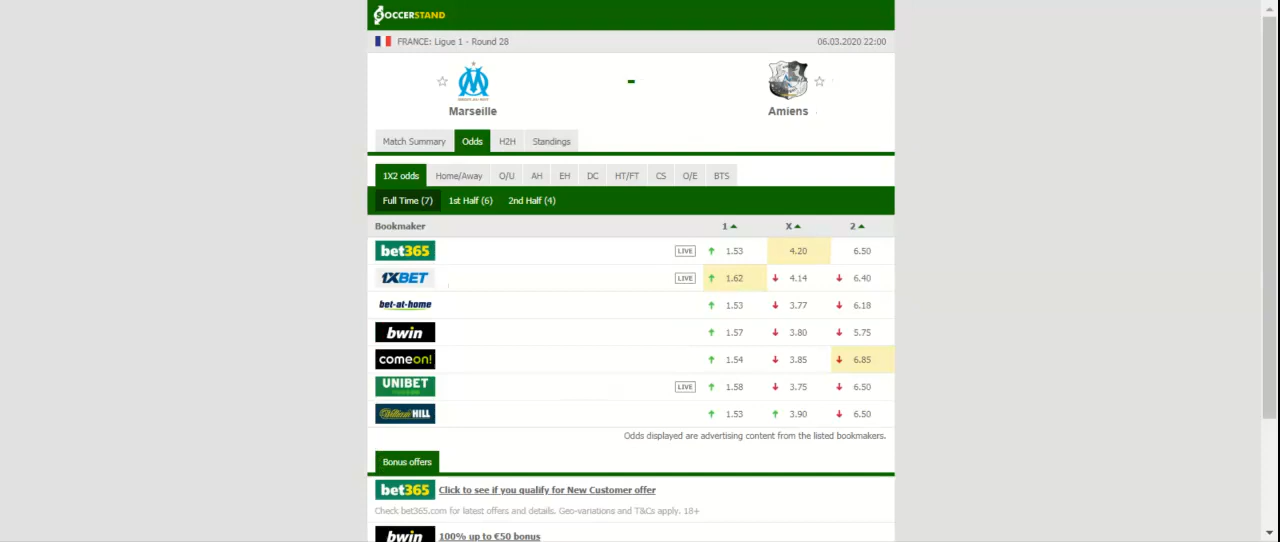 SOCCERSTAND
FRANCE: Ligue 1 - Round 28 06.03.2020 22:00
Marseille - Amiens
Match Summary Odds H2H Standings
1X2 odds Home/Away O/U AH EH DC HT/FT CS O/E BTS
Full Time (7) 1st Half (6) 2nd Half (4)
Bookmaker 1 X 2
bet365 LIVE 1.53 4.20 6.50
1XBET LIVE 1.62 4.14 6.40
bet-at-home 1.53 3.77 6.18
bwin 1.57 3.80 5.75
comeon! 1.54 3.85 6.85
UNIBET LIVE 1.58 3.75 6.50
William HILL 1.53 3.90 6.50
Odds displayed are advertising content from the listed bookmakers.
Bonus offers
bet365 Click to see if you qualify for New Customer offer
Check bet365.com for latest offers and details. Geo-variations and T&Cs apply. 18+
bwin 100% up to €50 bonus